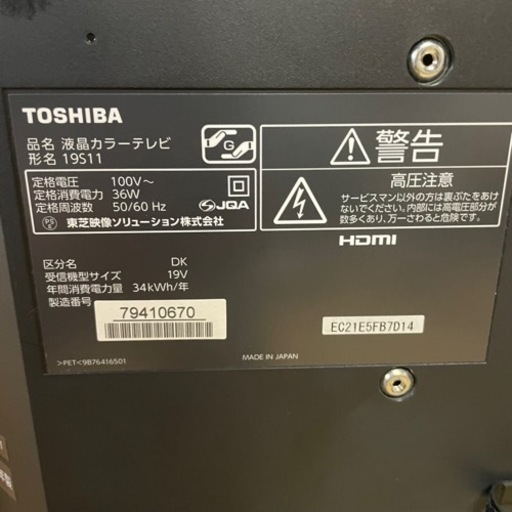 TOSHIBA
品名 液晶カラーテレビ
形名 19S11
G
定格電圧 100V～
定格消費電力 36W
定格周波数 50/60 Hz
JQA
PS
E
東芝映像ソリューション株式会社
警告
高圧注意
サービスマン以外の方は裏ぶたをあけ
ないでください。内部には高電圧部分が
数多くあり、万一さわると危険です。
HDMI
区分名 DK
受信機型サイズ 19V
年間消費電力量 34kWh/年
製造番号
79410670
EC21E5FB7D14
>PET<9B76416501
MADE IN JAPAN